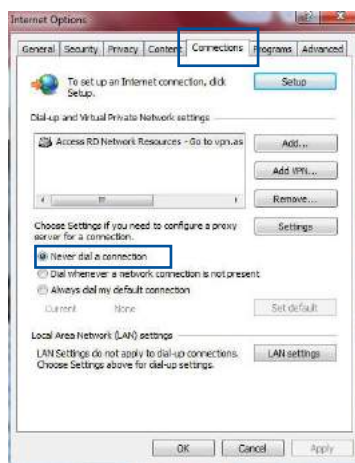 Internet Options
General Security Privacy Content Connections Programs Advanced
To set up an Internet connection, click
Setup.
Setup
Dial-up and Virtual Private Network settings
Access RD Network Resources - Go to vpn.as
Add...
Add VPN...
Remove...
Choose Settings if you need to configure a proxy
server for a connection.
Settings
Never dial a connection
Dial whenever a network connection is not present
Always dial my default connection
Current None
Set default
Local Area Network (LAN) settings
LAN Settings do not apply to dial-up connections.
Choose Settings above for dial-up settings.
LAN settings
OK Cancel Apply